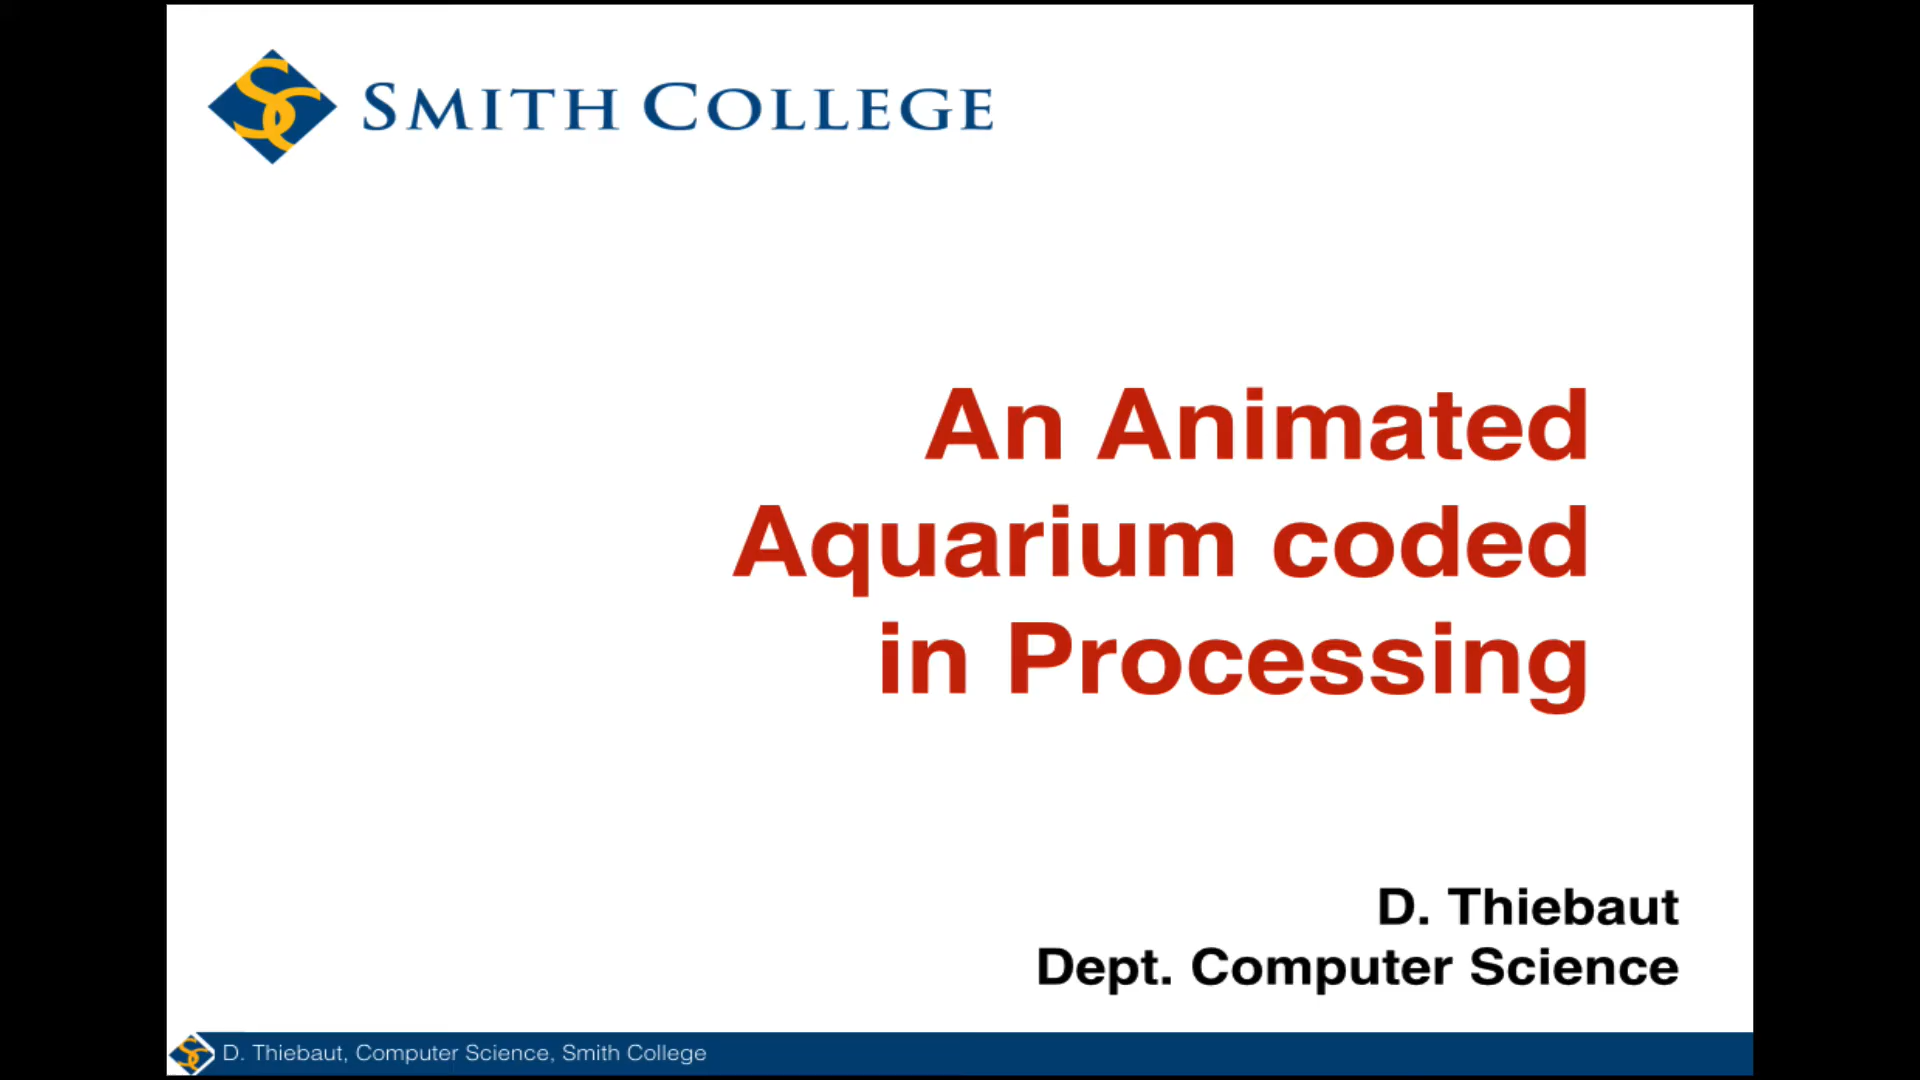 SMITH COLLEGE
An Animated
Aquarium coded
in Processing
D. Thiebaut
Dept. Computer Science
D. Thiebaut, Computer Science, Smith College